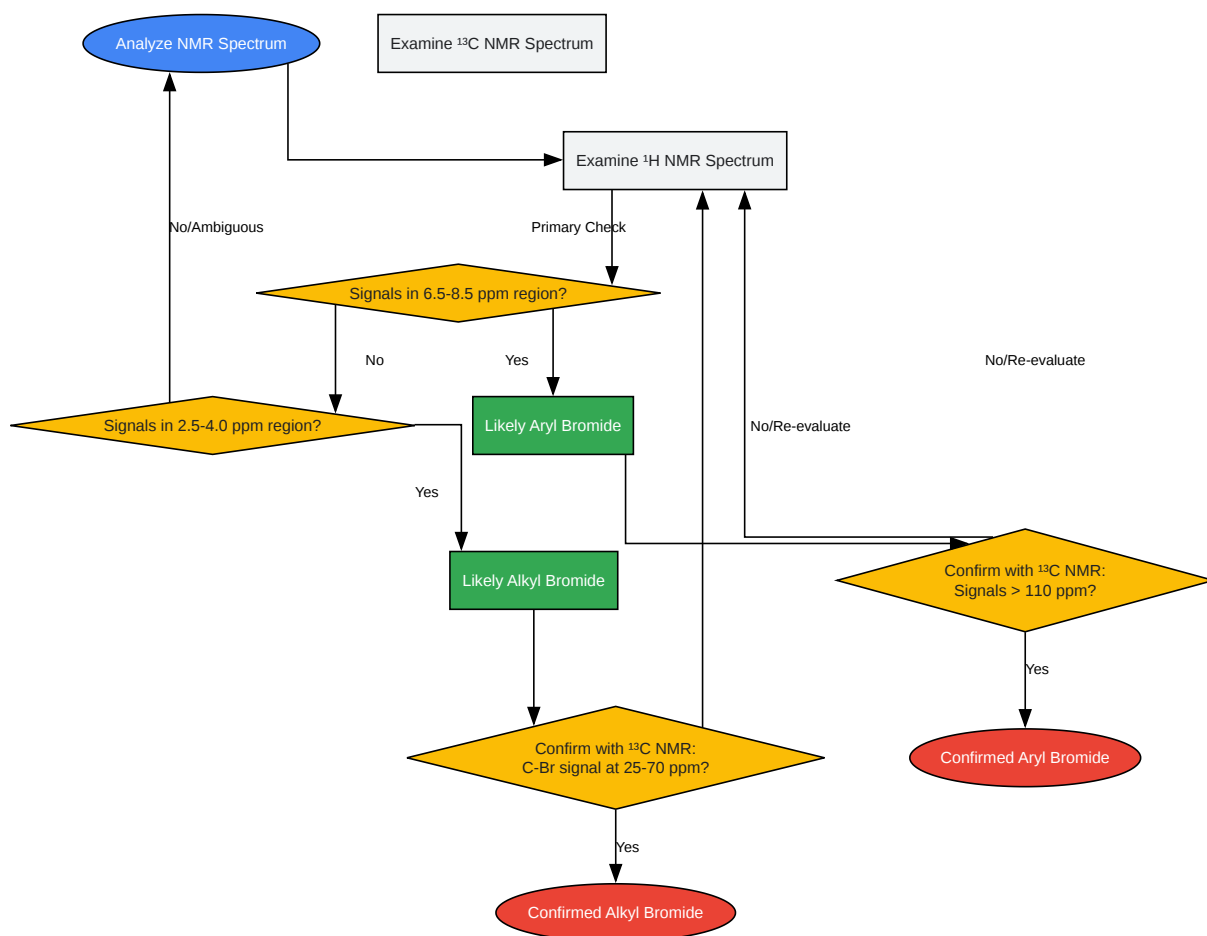 Analyze NMR Spectrum
Examine ¹³C NMR Spectrum
Examine ¹H NMR Spectrum
No/Ambiguous
Primary Check
Signals in 6.5-8.5 ppm region?
No
Yes
No/Re-evaluate
Signals in 2.5-4.0 ppm region?
Likely Aryl Bromide
No/Re-evaluate
Yes
Likely Alkyl Bromide
Confirm with ¹³C NMR:
Signals > 110 ppm?
Yes
Confirm with ¹³C NMR:
C-Br signal at 25-70 ppm?
Confirmed Aryl Bromide
Yes
Confirmed Alkyl Bromide